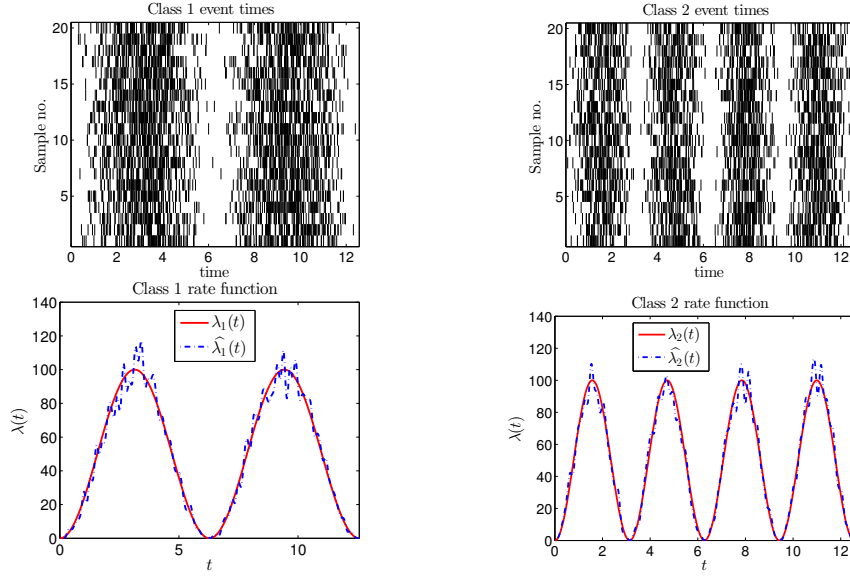 Class 1 event times
20
15
10
5
Sample no.
0 2 4 6 8 10 12
time
Class 2 event times
20
15
10
5
Sample no.
0 2 4 6 8 10 12
time
Class 1 rate function
140
120
100
80
60
40
20
0
λ(t)
λ₁(t)
λ̂₁(t)
0 5 10
t
Class 2 rate function
140
120
100
80
60
40
20
0
λ(t)
λ₂(t)
λ̂₂(t)
0 2 4 6 8 10 12
t